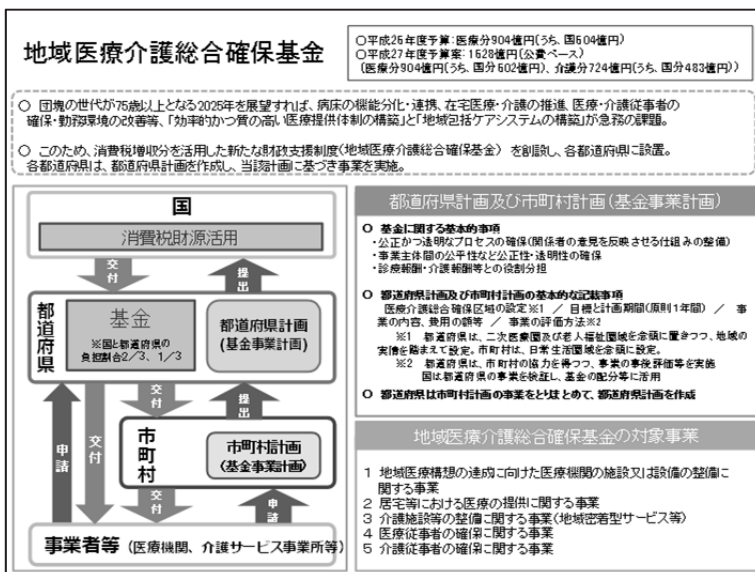 地域医療介護総合確保基金
○平成26年度予算：医療分904億円（うち、国604億円）
○平成27年度予算案：1628億円（公費ベース）
（医療分904億円（うち、国分602億円）、介護分724億円（うち、国分483億円））
○ 団塊の世代が75歳以上となる2025年を展望すれば、病床の機能分化・連携、在宅医療・介護の推進、医療・介護従事者の
確保・勤務環境の改善等、「効率的かつ質の高い医療提供体制の構築」と「地域包括ケアシステムの構築」が急務の課題。
○ このため、消費税増収分を活用した新たな財政支援制度（地域医療介護総合確保基金）を創設し、各都道府県に設置。
各都道府県は、都道府県計画を作成し、当該計画に基づき事業を実施。
国
消費税財源活用
交付
提出
都道府県
基金
※国と都道府県の
負担割合2／3、1／3
都道府県計画
（基金事業計画）
申請
交付
交付
提出
市町村
市町村計画
（基金事業計画）
交付
申請
事業者等（医療機関、介護サービス事業所等）
都道府県計画及び市町村計画（基金事業計画）
○ 基金に関する基本的事項
・公正かつ透明なプロセスの確保（関係者の意見を反映させる仕組みの整備）
・事業主体間の公平性など公正性・透明性の確保
・診療報酬・介護報酬等との役割分担
○ 都道府県計画及び市町村計画の基本的な記載事項
医療介護総合確保区域の設定※1 ／ 目標と計画期間（原則1年間） ／ 事
業の内容、費用の額等 ／ 事業の評価方法※2
※1 都道府県は、二次医療圏及び老人福祉圏域を念頭に置きつつ、地域の
実情を踏まえて設定。市町村は、日常生活圏域を念頭に設定。
※2 都道府県は、市町村の協力を得つつ、事業の事後評価等を実施
国は都道府県の事業を検証し、基金の配分等に活用
○ 都道府県は市町村計画の事業をとりまとめて、都道府県計画を作成
地域医療介護総合確保基金の対象事業
1 地域医療構想の達成に向けた医療機関の施設又は設備の整備に
関する事業
2 居宅等における医療の提供に関する事業
3 介護施設等の整備に関する事業（地域密着型サービス等）
4 医療従事者の確保に関する事業
5 介護従事者の確保に関する事業